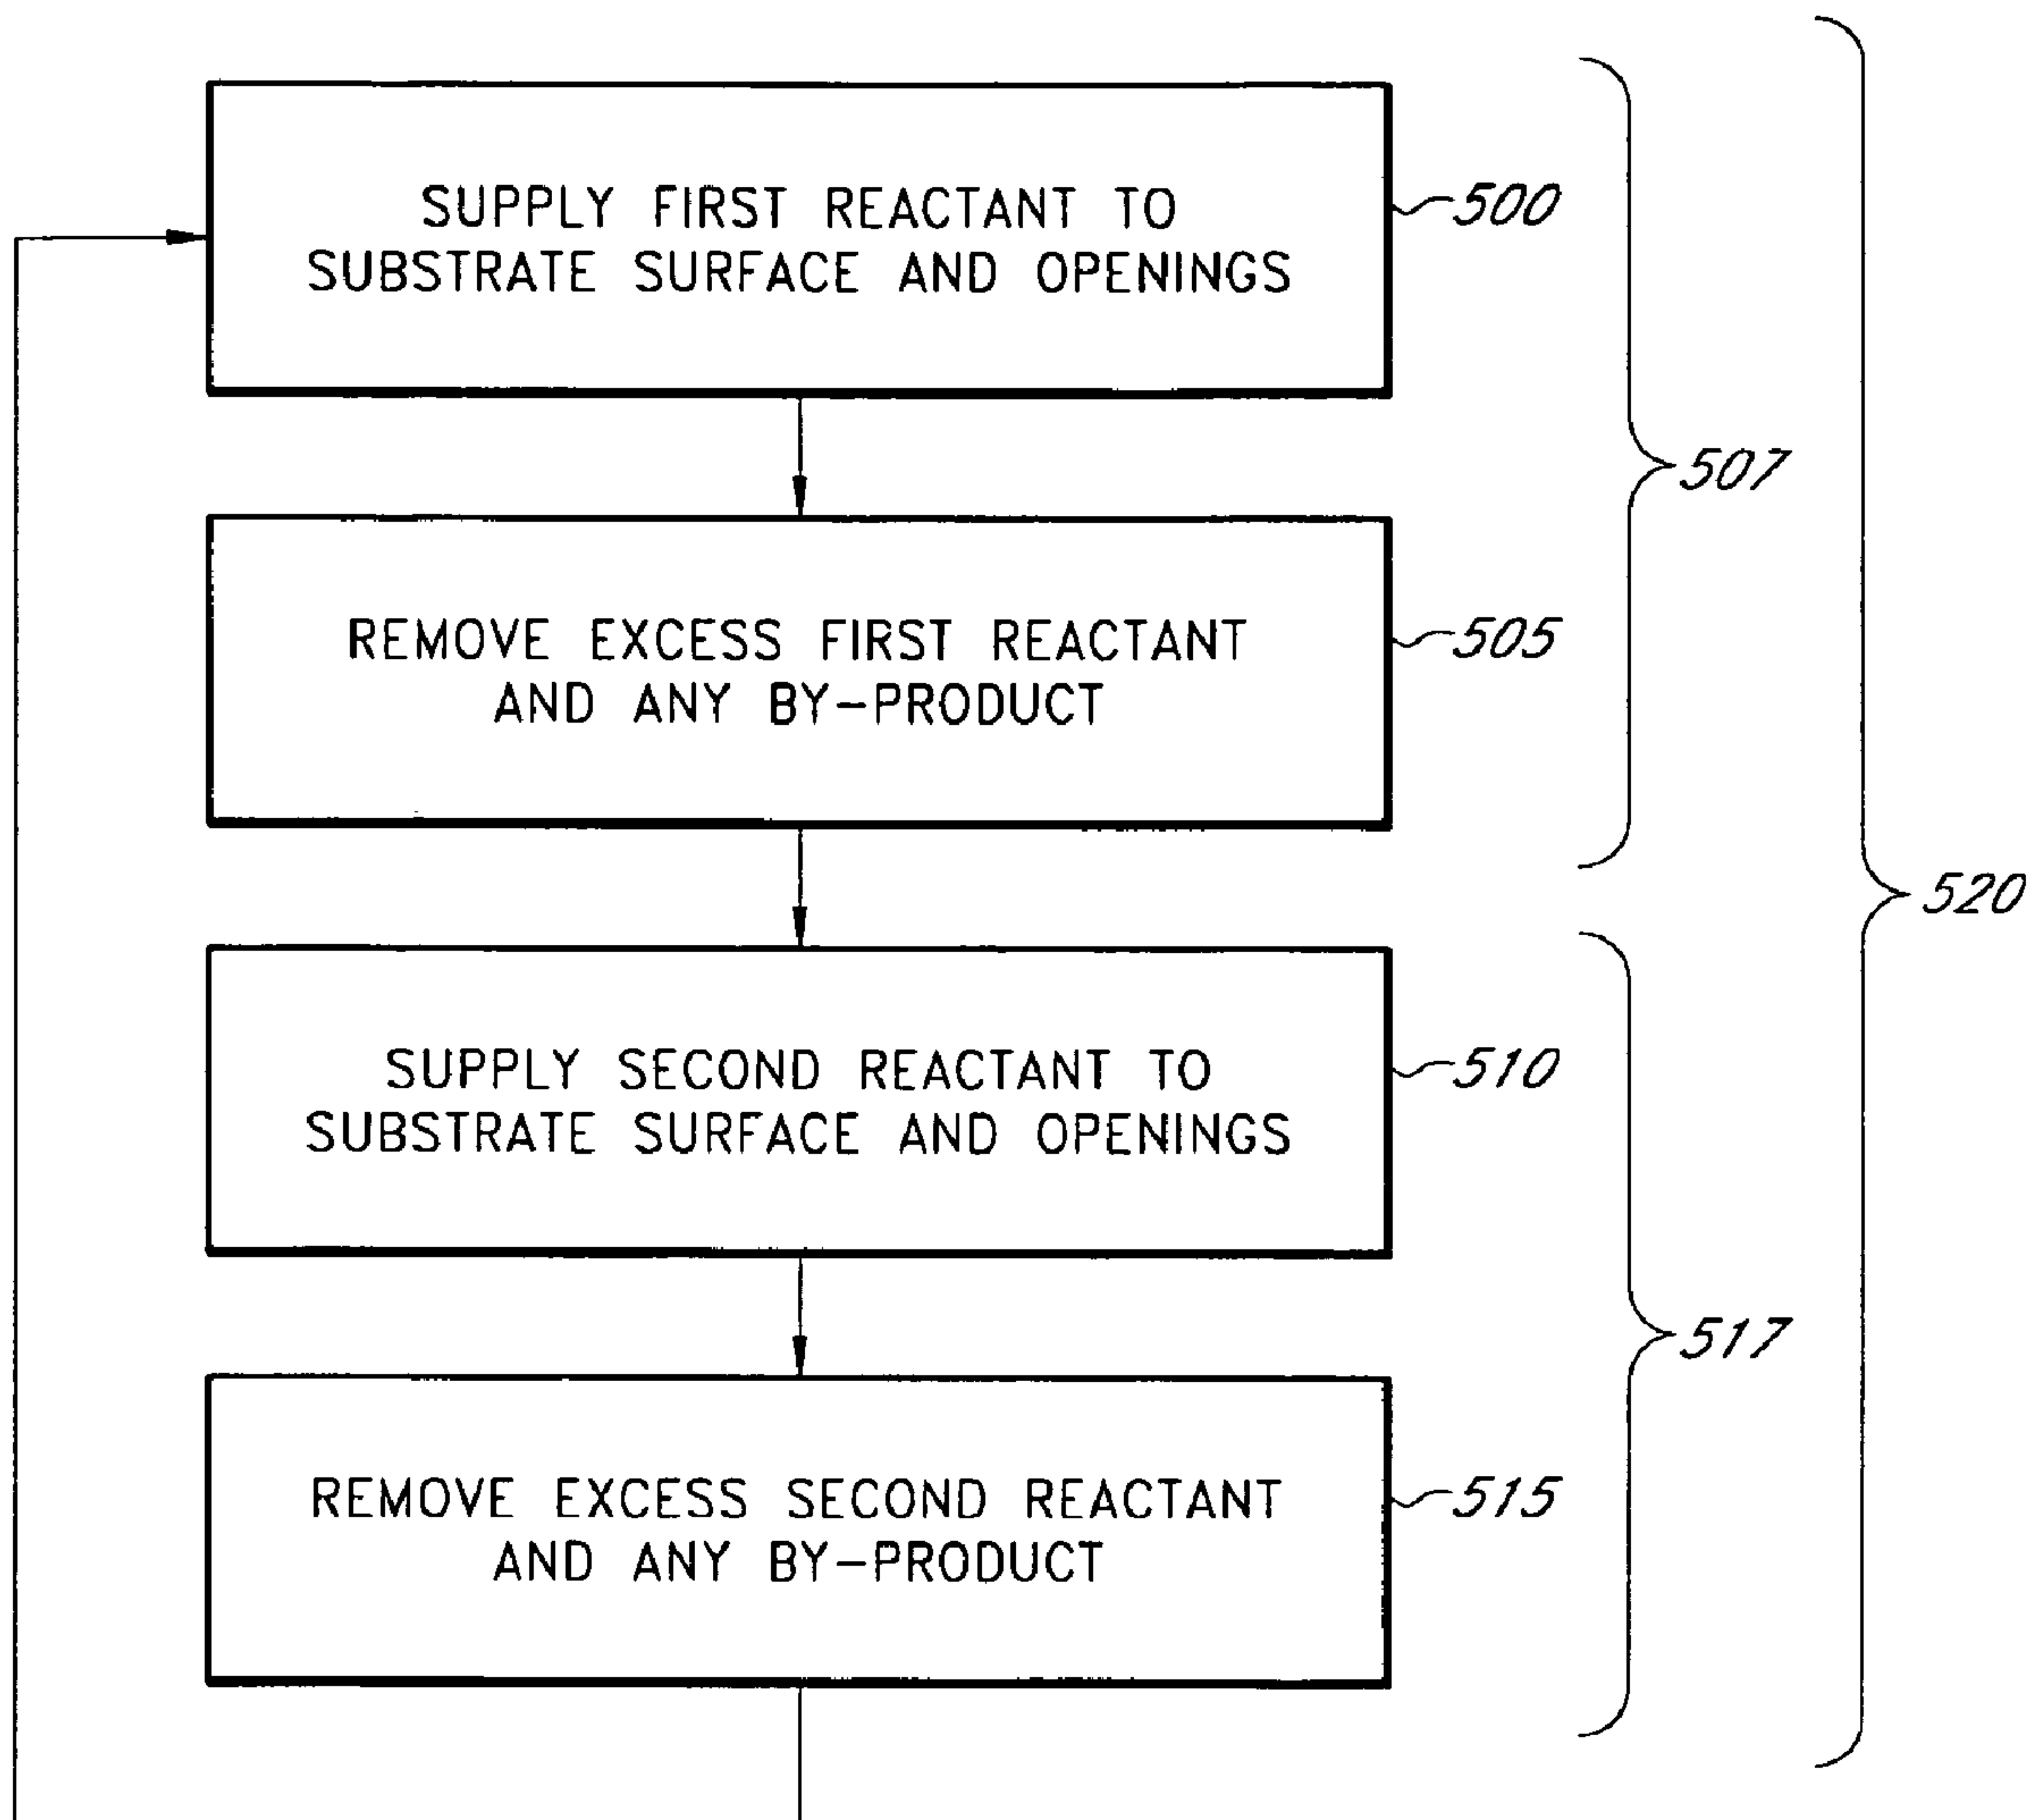 SUPPLY FIRST REACTANT TO
SUBSTRATE SURFACE AND OPENINGS
500
507
REMOVE EXCESS FIRST REACTANT
AND ANY BY-PRODUCT
505
520
SUPPLY SECOND REACTANT TO
SUBSTRATE SURFACE AND OPENINGS
510
517
REMOVE EXCESS SECOND REACTANT
AND ANY BY-PRODUCT
515